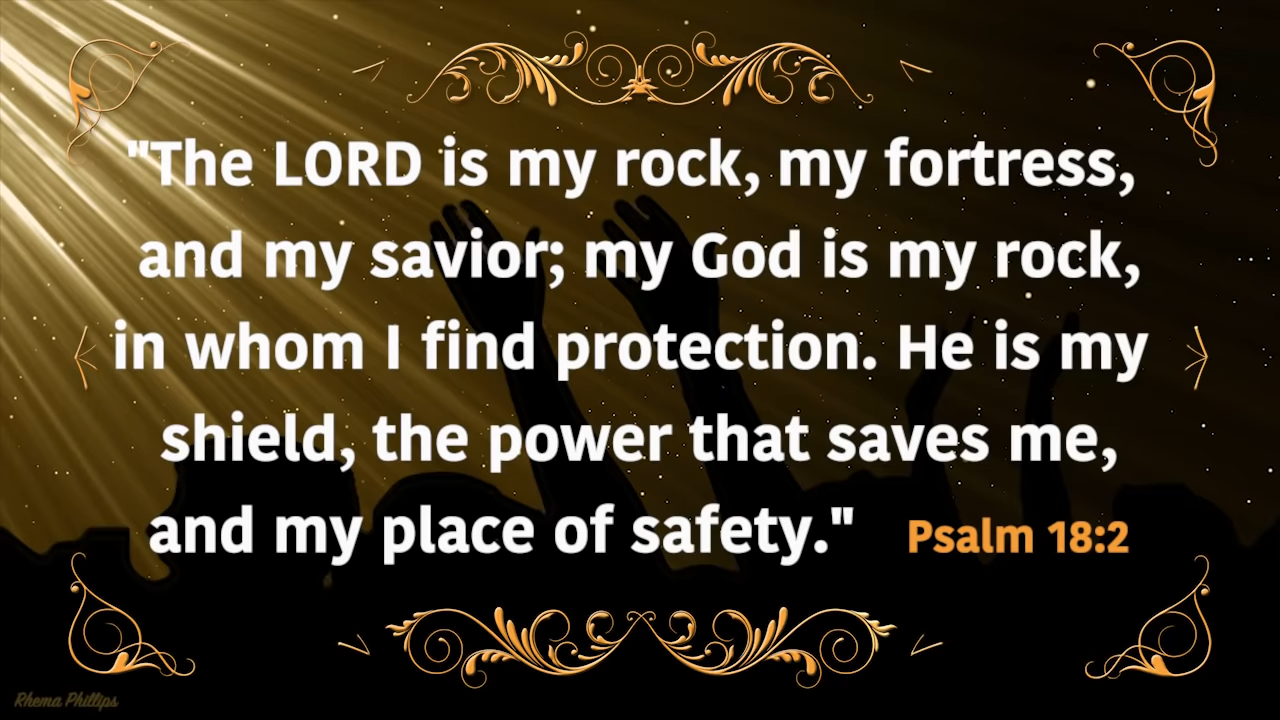 "The LORD is my rock, my fortress,
and my savior; my God is my rock,
in whom I find protection. He is my
shield, the power that saves me,
and my place of safety." Psalm 18:2
Rhema Phillips